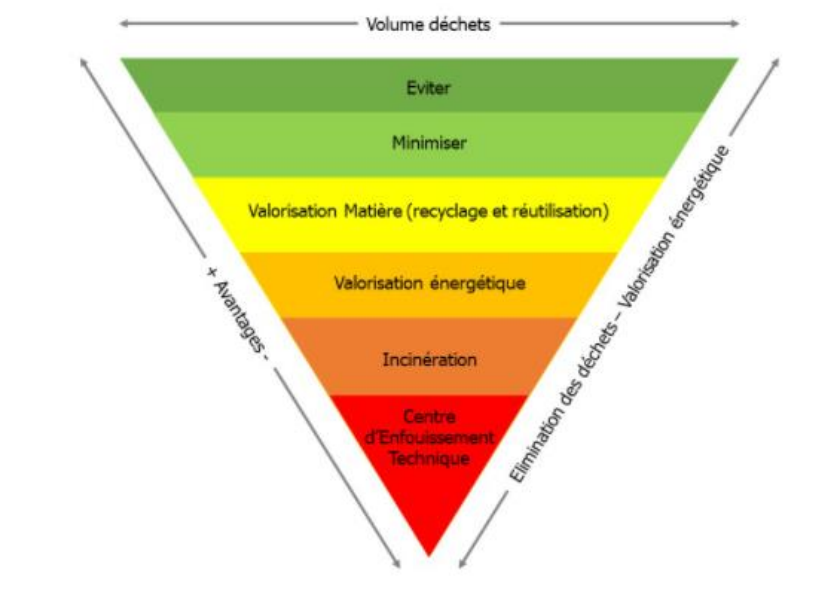 Volume déchets
Eviter
Minimiser
Valorisation Matière (recyclage et réutilisation)
Valorisation énergétique
Incinération
Centre
d'Enfouissement
Technique
+ Avantages -
Elimination des déchets – Valorisation énergétique